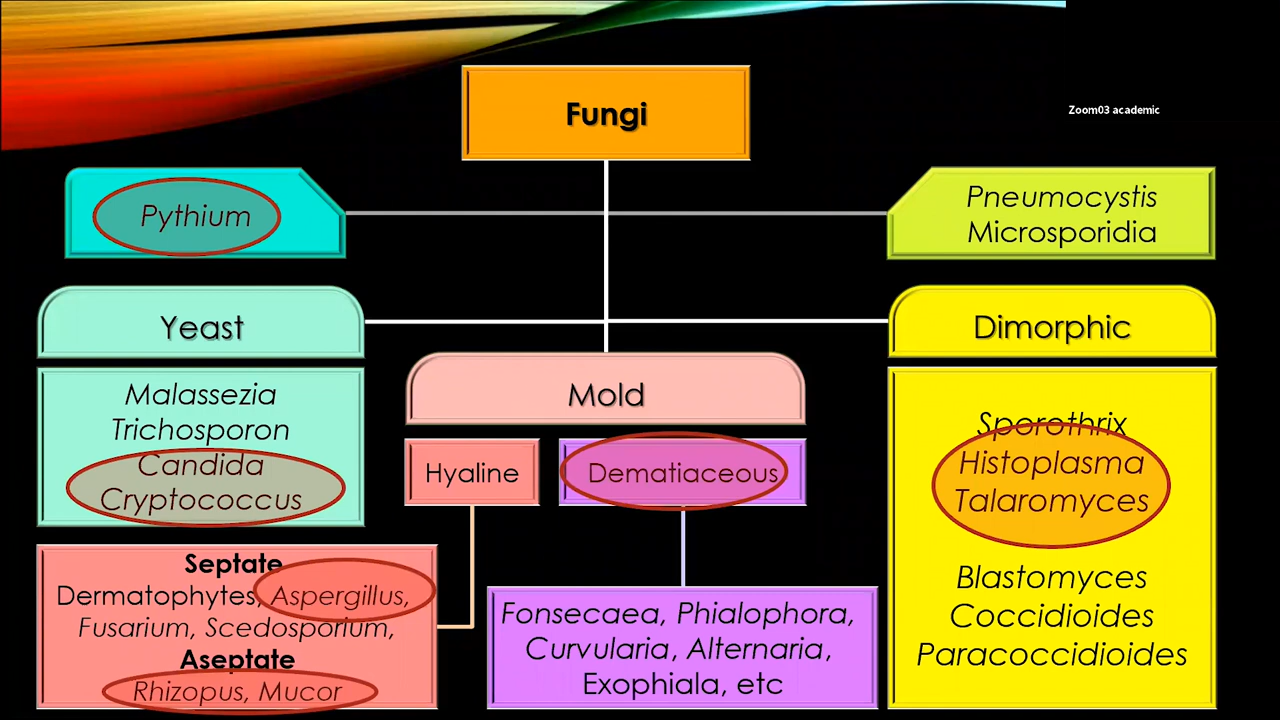 Fungi
Zoom03 academic
Pythium
Pneumocystis
Microsporidia
Yeast
Malassezia
Trichosporon
Candida
Cryptococcus
Mold
Hyaline
Dematiaceous
Septate
Dermatophytes, Aspergillus,
Fusarium, Scedosporium,
Aseptate
Rhizopus, Mucor
Fonsecaea, Phialophora,
Curvularia, Alternaria,
Exophiala, etc
Dimorphic
Sporothrix
Histoplasma
Talaromyces
Blastomyces
Coccidioides
Paracoccidioides